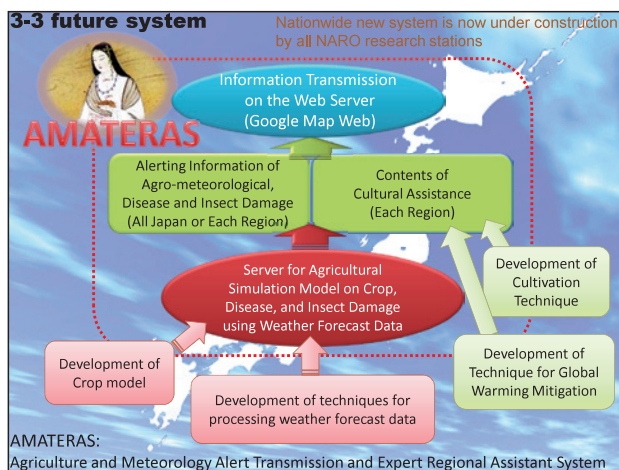 3-3 future system
Nationwide new system is now under construction
by all NARO research stations
AMATERAS
Information Transmission
on the Web Server
(Google Map Web)
Alerting Information of
Agro-meteorological,
Disease and Insect Damage
(All Japan or Each Region)
Contents of
Cultural Assistance
(Each Region)
Server for Agricultural
Simulation Model on Crop,
Disease, and Insect Damage
using Weather Forecast Data
Development of
Cultivation
Technique
Development of
Crop model
Development of techniques for
processing weather forecast data
Development of
Technique for Global
Warming Mitigation
AMATERAS:
Agriculture and Meteorology Alert Transmission and Expert Regional Assistant System